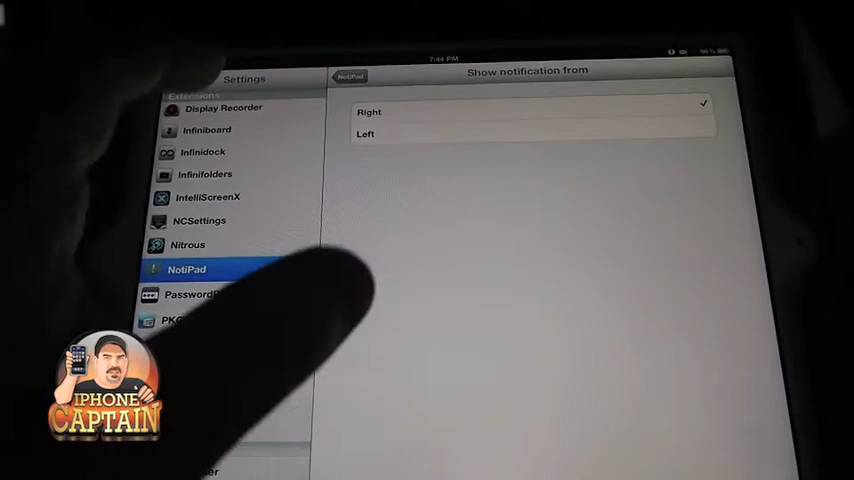 7:44 PM
96%
Settings
NotiPad
Show notification from
Extensions
Display Recorder
Infiniboard
Infinidock
Infinifolders
IntelliScreenX
NCSettings
Nitrous
NotiPad
Right
Left
IPHONE
CAPTAIN